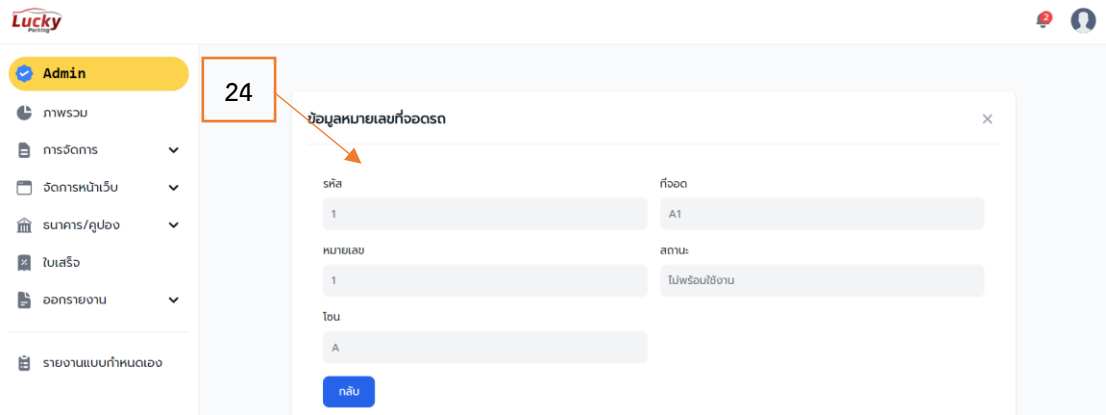 Lucky
Parking
2
Admin
ภาพรวม
การจัดการ
จัดการหน้าเว็บ
ธนาคาร/คูปอง
ใบเสร็จ
ออกรายงาน
รายงานแบบกำหนดเอง
24
ข้อมูลหมายเลขที่จอดรถ
รหัส
ที่จอด
1
A1
หมายเลข
สถานะ
1
ไม่พร้อมใช้งาน
โซน
A
กลับ